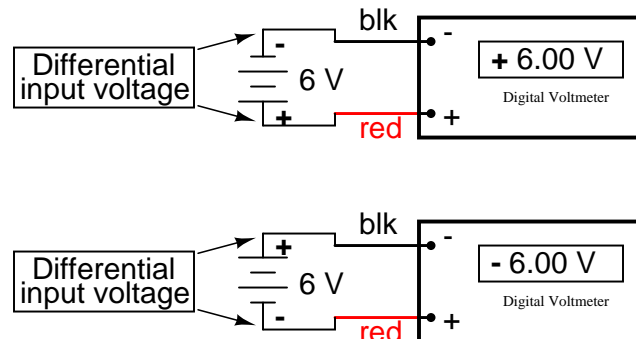 blk
-
-
+ 6.00 V
Differential
input voltage
6 V
Digital Voltmeter
+
+
red
blk
+
-
- 6.00 V
Differential
input voltage
6 V
Digital Voltmeter
-
+
red